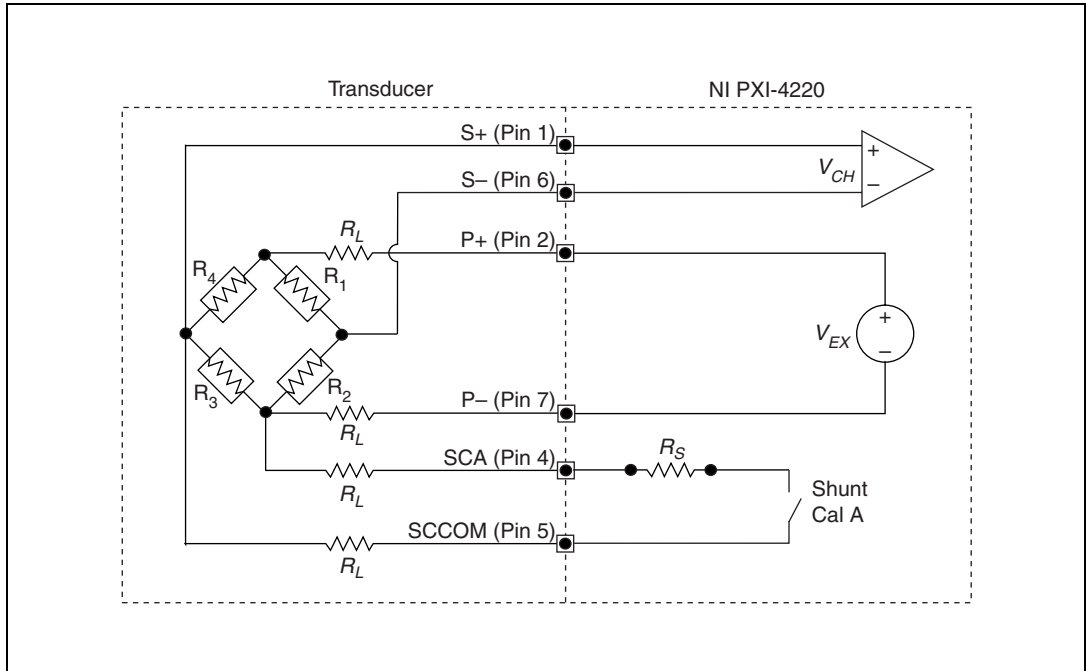 Transducer
NI PXI-4220
S+ (Pin 1)
+
V_CH
S– (Pin 6)
–
R_L
P+ (Pin 2)
R_4
R_1
+
V_EX
–
R_3
R_2
P– (Pin 7)
R_L
SCA (Pin 4)
R_S
R_L
Shunt
Cal A
SCCOM (Pin 5)
R_L